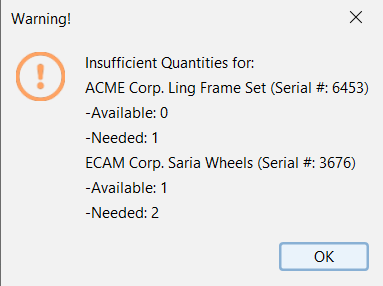 Warning!
Insufficient Quantities for:
ACME Corp. Ling Frame Set (Serial #: 6453)
-Available: 0
-Needed: 1
ECAM Corp. Saria Wheels (Serial #: 3676)
-Available: 1
-Needed: 2
OK